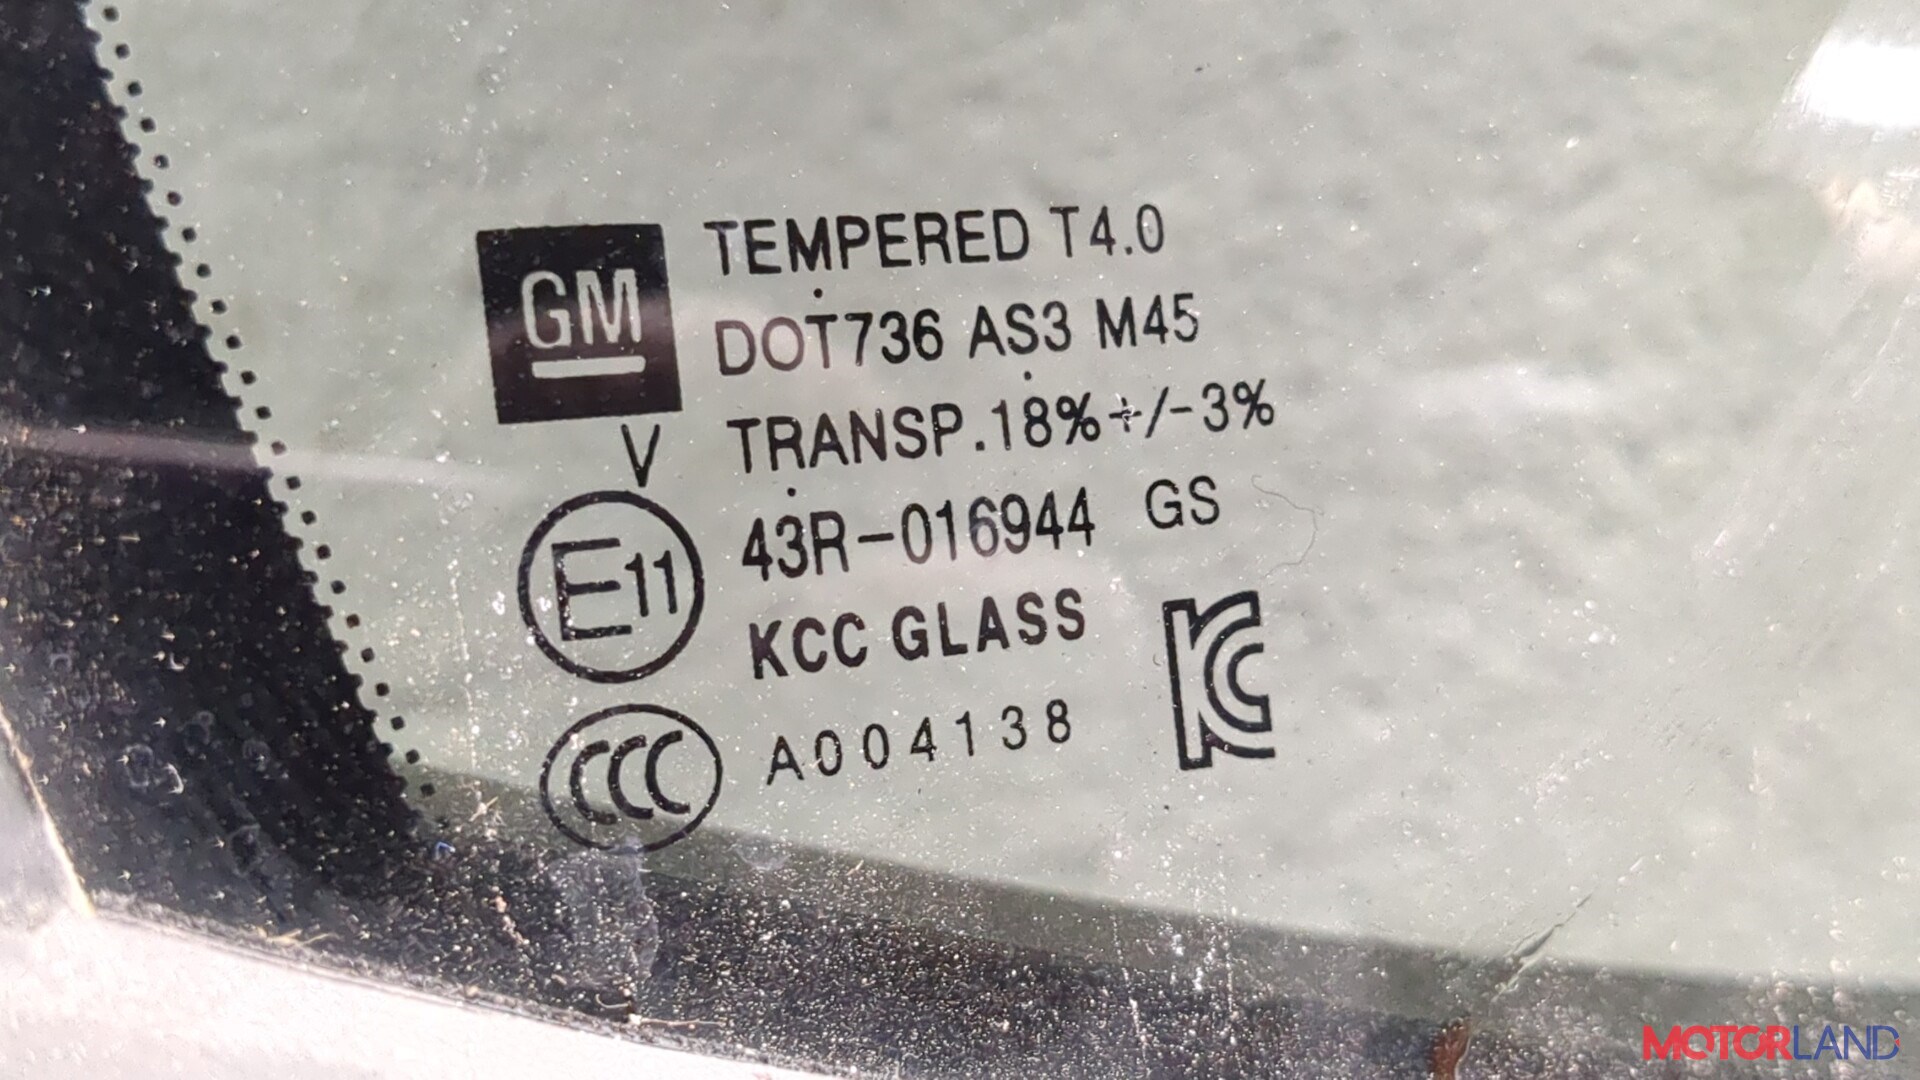 GM
TEMPERED T4.0
DOT736 AS3 M45
TRANSP.18%+/-3%
V
43R-016944 GS
E11
KCC GLASS
KC
CCC
A004138
MOTORLAND